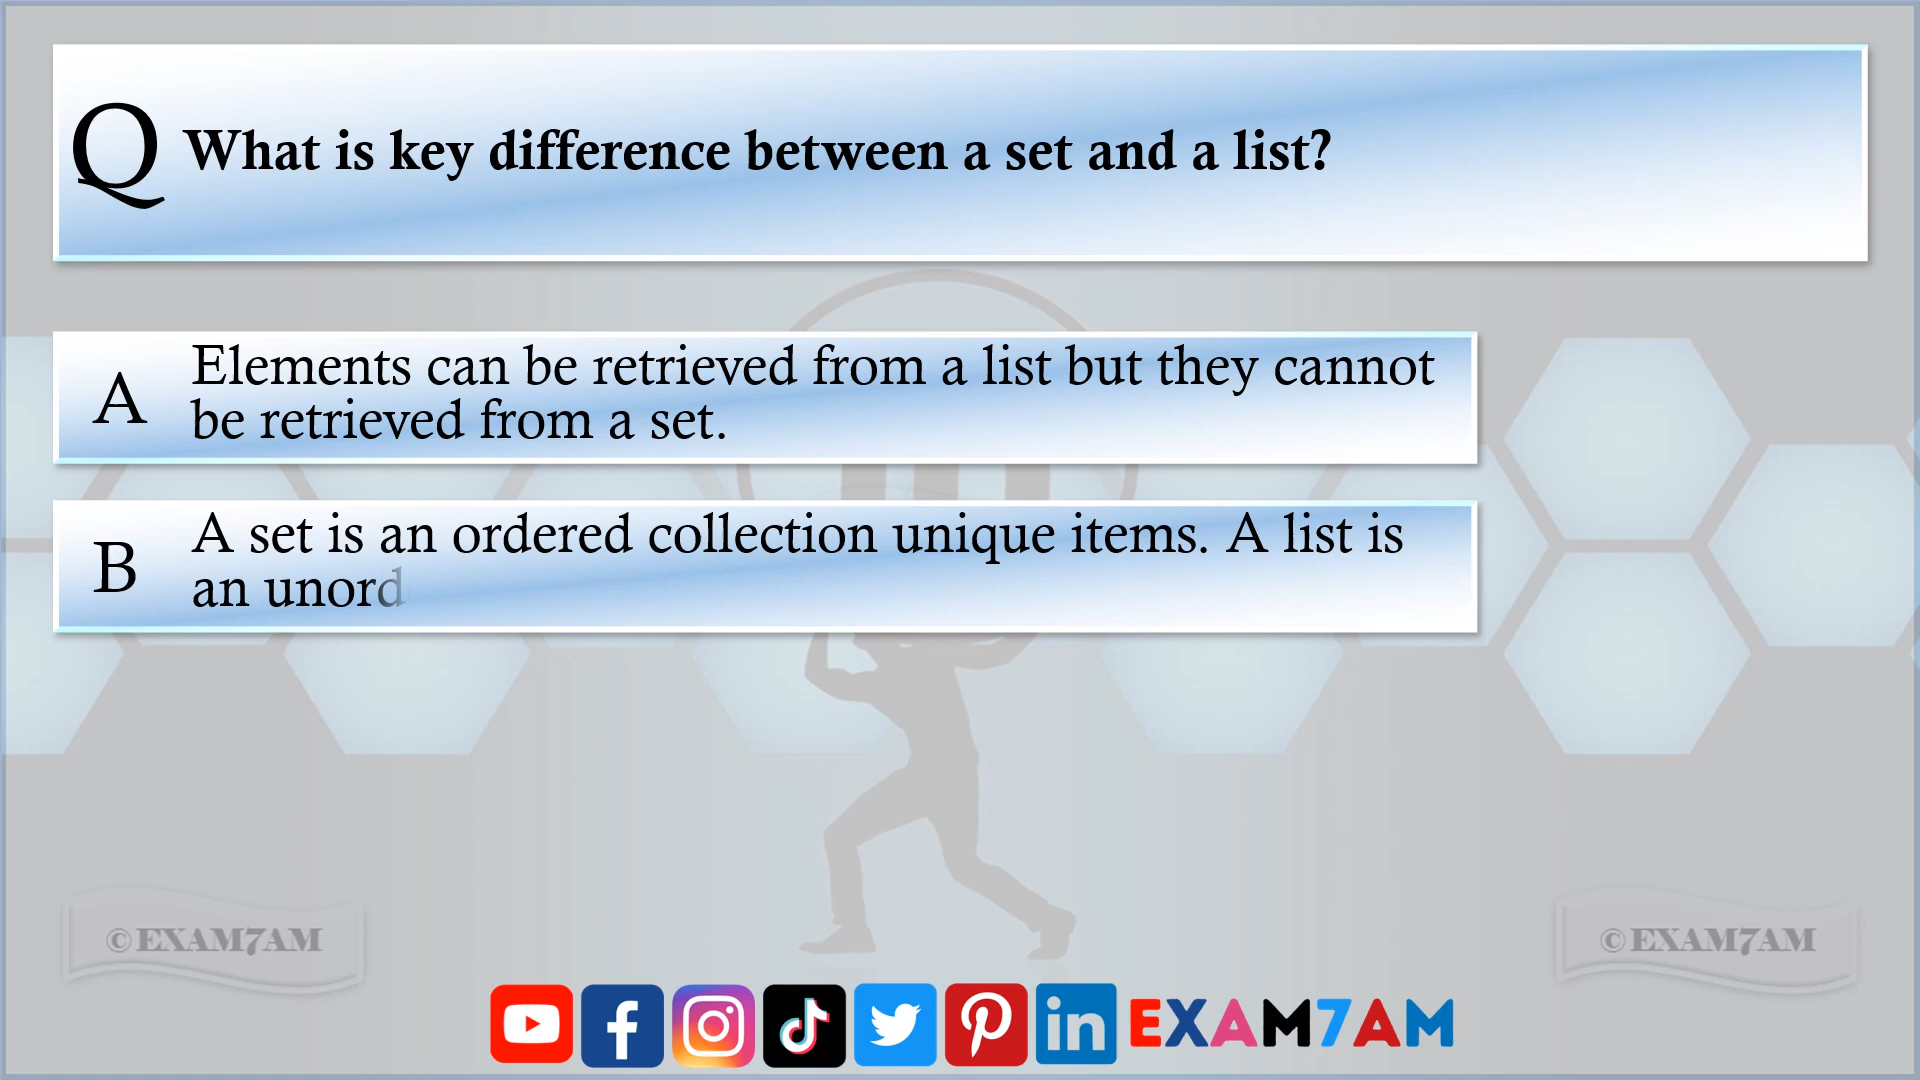 Q What is key difference between a set and a list?
A Elements can be retrieved from a list but they cannot
be retrieved from a set.
B A set is an ordered collection unique items. A list is
an unord
©EXAM7AM
©EXAM7AM
EXAM7AM